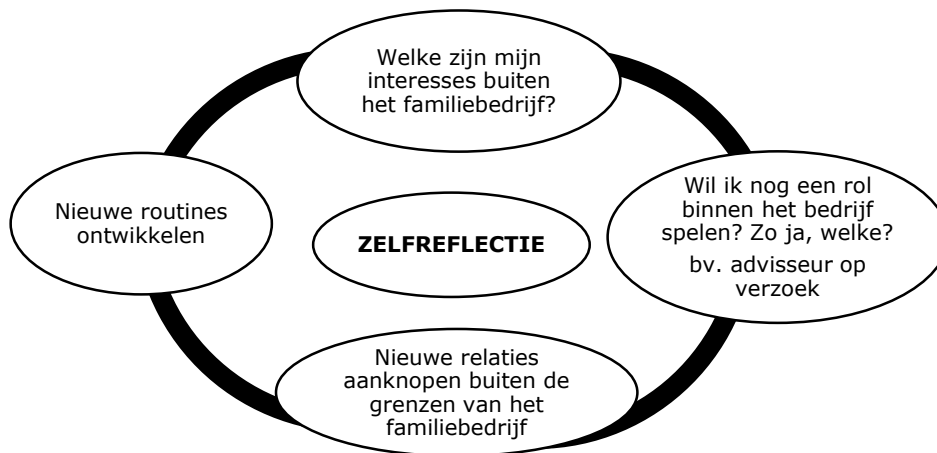 Welke zijn mijn
interesses buiten
het familiebedrijf?
Wil ik nog een rol
binnen het bedrijf
spelen? Zo ja, welke?
bv. advisseur op
verzoek
Nieuwe routines
ontwikkelen
ZELFREFLECTIE
Nieuwe relaties
aanknopen buiten de
grenzen van het
familiebedrijf